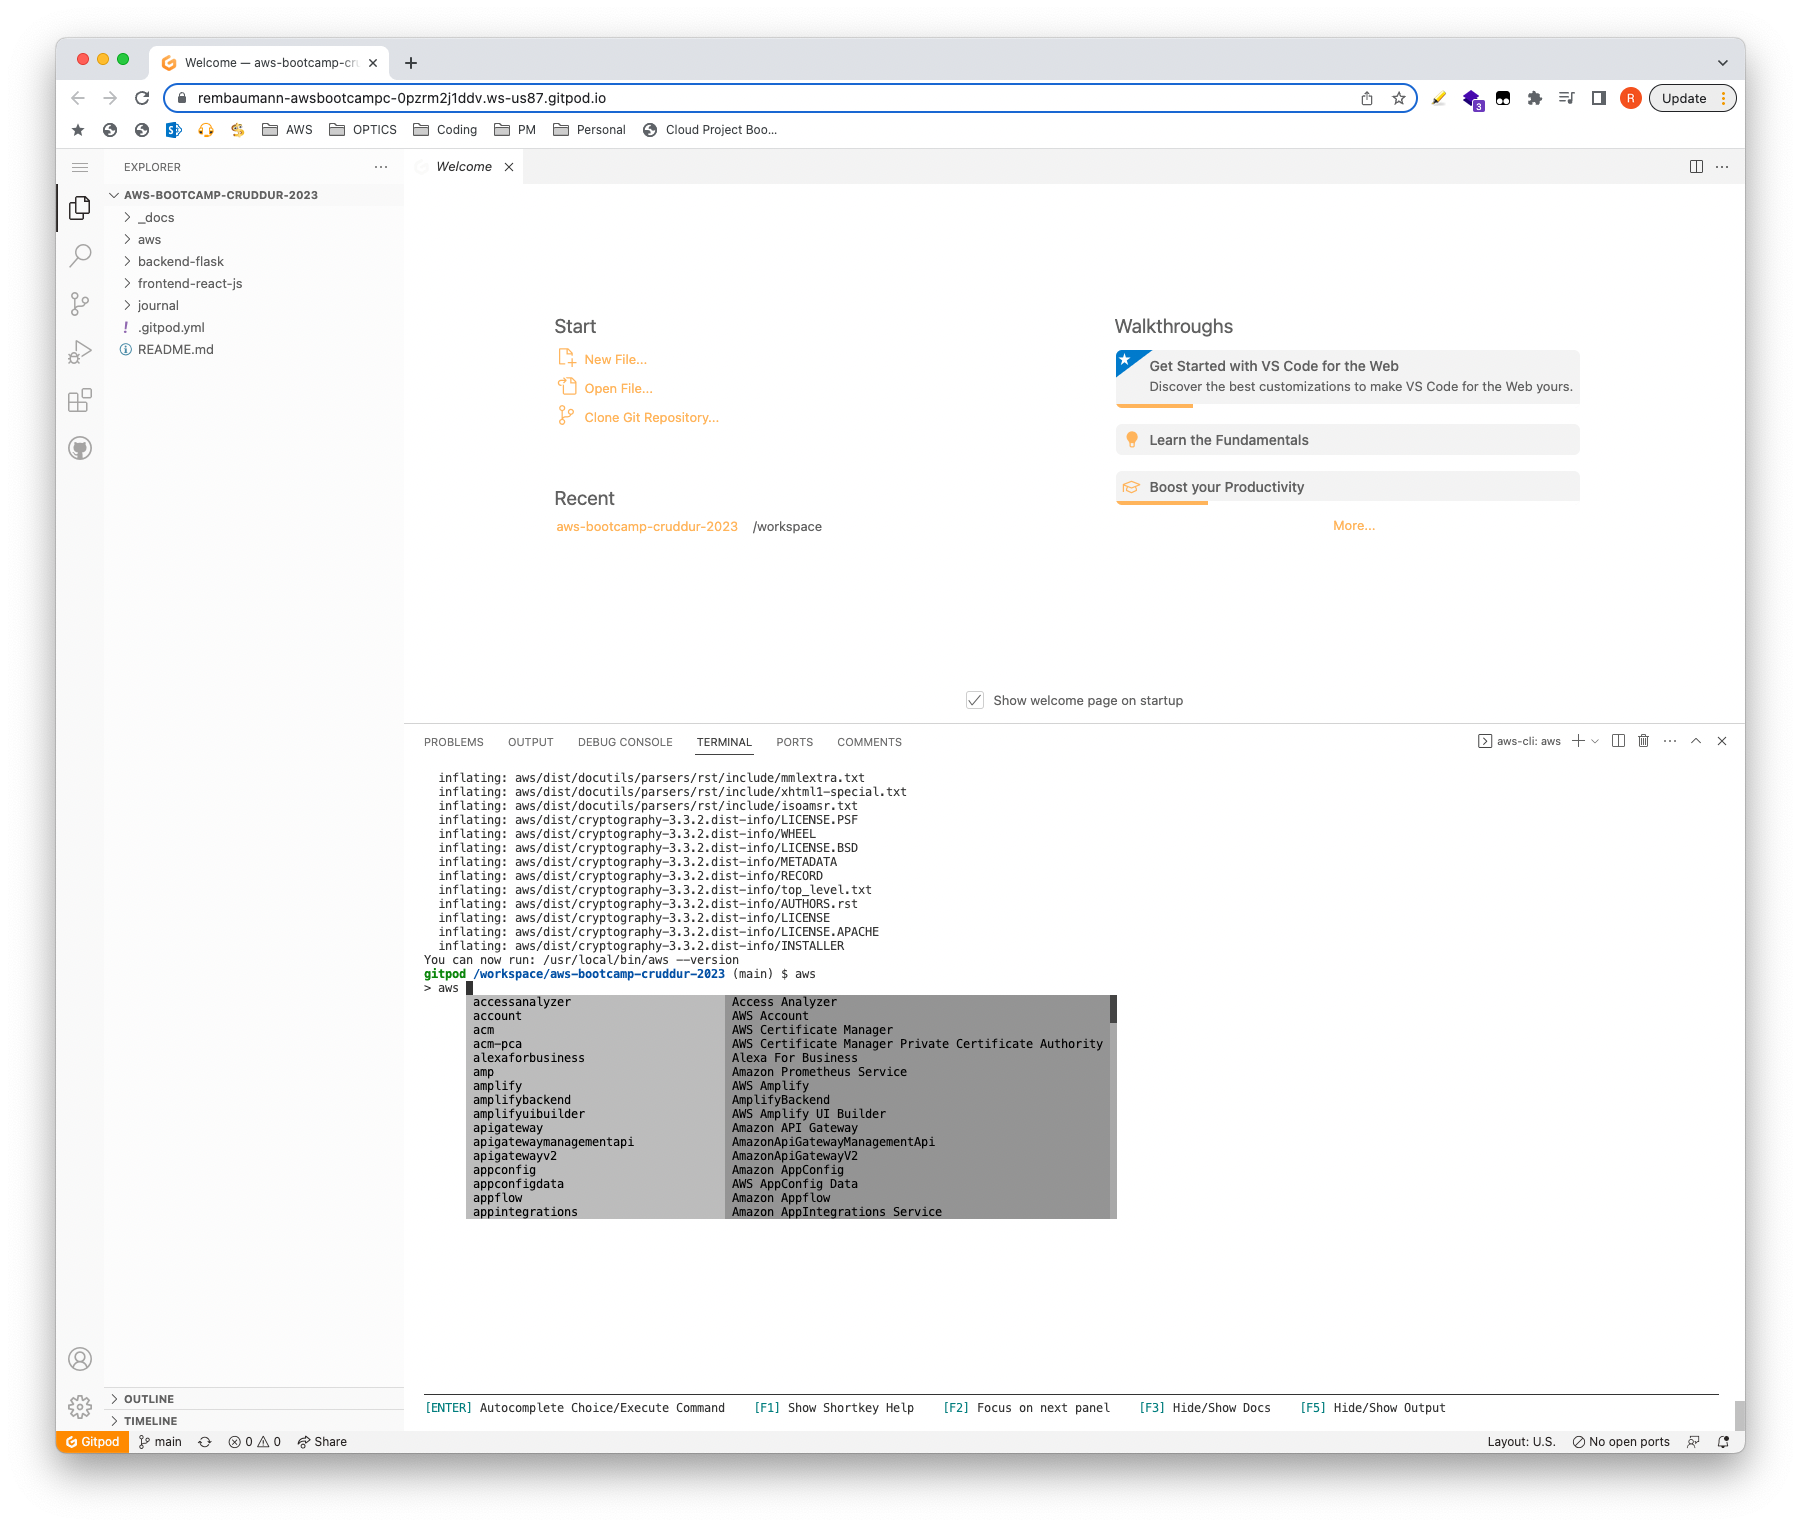 Welcome — aws-bootcamp-cru
rembaumann-awsbootcampc-0pzrm2j1ddv.ws-us87.gitpod.io
3
R
Update
AWS
OPTICS
Coding
PM
Personal
Cloud Project Boo...
EXPLORER
Welcome
AWS-BOOTCAMP-CRUDDUR-2023
_docs
aws
backend-flask
frontend-react-js
journal
! .gitpod.yml
README.md
Start
New File...
Open File...
Clone Git Repository...
Recent
aws-bootcamp-cruddur-2023 /workspace
Walkthroughs
Get Started with VS Code for the Web
Discover the best customizations to make VS Code for the Web yours.
Learn the Fundamentals
Boost your Productivity
More...
Show welcome page on startup
PROBLEMS
OUTPUT
DEBUG CONSOLE
TERMINAL
PORTS
COMMENTS
aws-cli: aws
inflating: aws/dist/docutils/parsers/rst/include/mmlextra.txt
inflating: aws/dist/docutils/parsers/rst/include/xhtml1-special.txt
inflating: aws/dist/docutils/parsers/rst/include/isoamsr.txt
inflating: aws/dist/cryptography-3.3.2.dist-info/LICENSE.PSF
inflating: aws/dist/cryptography-3.3.2.dist-info/WHEEL
inflating: aws/dist/cryptography-3.3.2.dist-info/LICENSE.BSD
inflating: aws/dist/cryptography-3.3.2.dist-info/METADATA
inflating: aws/dist/cryptography-3.3.2.dist-info/RECORD
inflating: aws/dist/cryptography-3.3.2.dist-info/top_level.txt
inflating: aws/dist/cryptography-3.3.2.dist-info/AUTHORS.rst
inflating: aws/dist/cryptography-3.3.2.dist-info/LICENSE
inflating: aws/dist/cryptography-3.3.2.dist-info/LICENSE.APACHE
inflating: aws/dist/cryptography-3.3.2.dist-info/INSTALLER
You can now run: /usr/local/bin/aws --version
gitpod /workspace/aws-bootcamp-cruddur-2023 (main) $ aws
> aws
accessanalyzer Access Analyzer
account AWS Account
acm AWS Certificate Manager
acm-pca AWS Certificate Manager Private Certificate Authority
alexaforbusiness Alexa For Business
amp Amazon Prometheus Service
amplify AWS Amplify
amplifybackend AmplifyBackend
amplifyuibuilder AWS Amplify UI Builder
apigateway Amazon API Gateway
apigatewaymanagementapi AmazonApiGatewayManagementApi
apigatewayv2 AmazonApiGatewayV2
appconfig Amazon AppConfig
appconfigdata AWS AppConfig Data
appflow Amazon Appflow
appintegrations Amazon AppIntegrations Service
[ENTER] Autocomplete Choice/Execute Command [F1] Show Shortkey Help [F2] Focus on next panel [F3] Hide/Show Docs [F5] Hide/Show Output
OUTLINE
TIMELINE
Gitpod main 0 0 Share Layout: U.S. No open ports